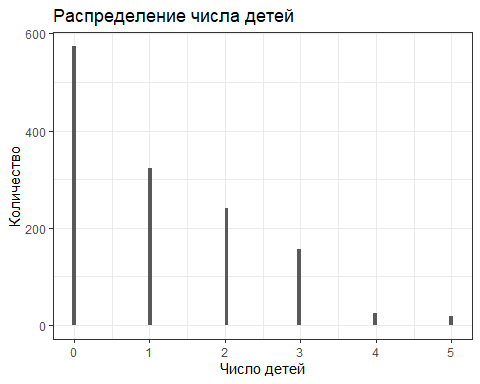 Распределение числа детей
600
400
200
0
Количество
0 1 2 3 4 5
Число детей